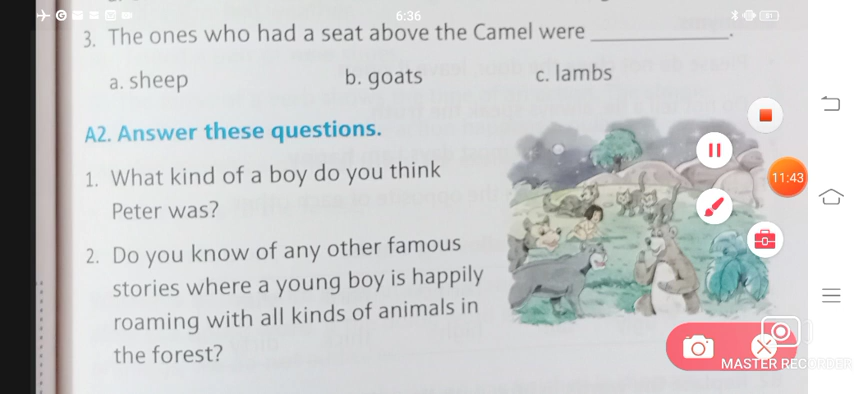 6:36
3. The ones who had a seat above the Camel were ____________.
a. sheep b. goats c. lambs
A2. Answer these questions.
1. What kind of a boy do you think
Peter was?
2. Do you know of any other famous
stories where a young boy is happily
roaming with all kinds of animals in
the forest?
11:43
MASTER RECORDER